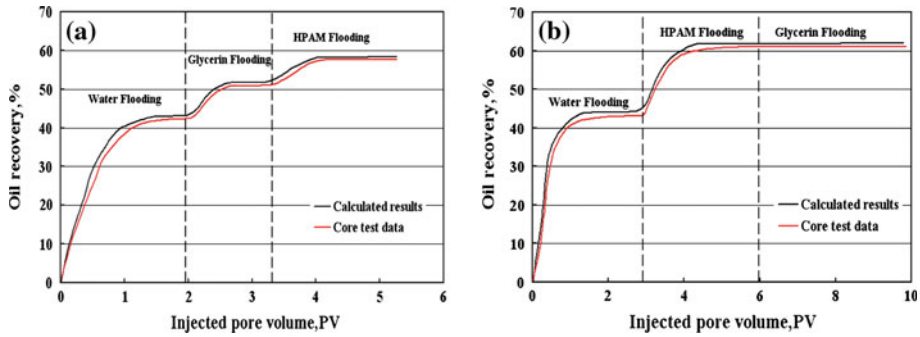 (a)
HPAM Flooding
Glycerin Flooding
Water Flooding
Oil recovery,%
70
60
50
40
30
20
10
0
Calculated results
Core test data
0 1 2 3 4 5 6
Injected pore volume,PV
(b)
HPAM Flooding
Glycerin Flooding
Water Flooding
Oil recovery,%
70
60
50
40
30
20
10
0
Calculated results
Core test data
0 2 4 6 8 10
Injected pore volume,PV